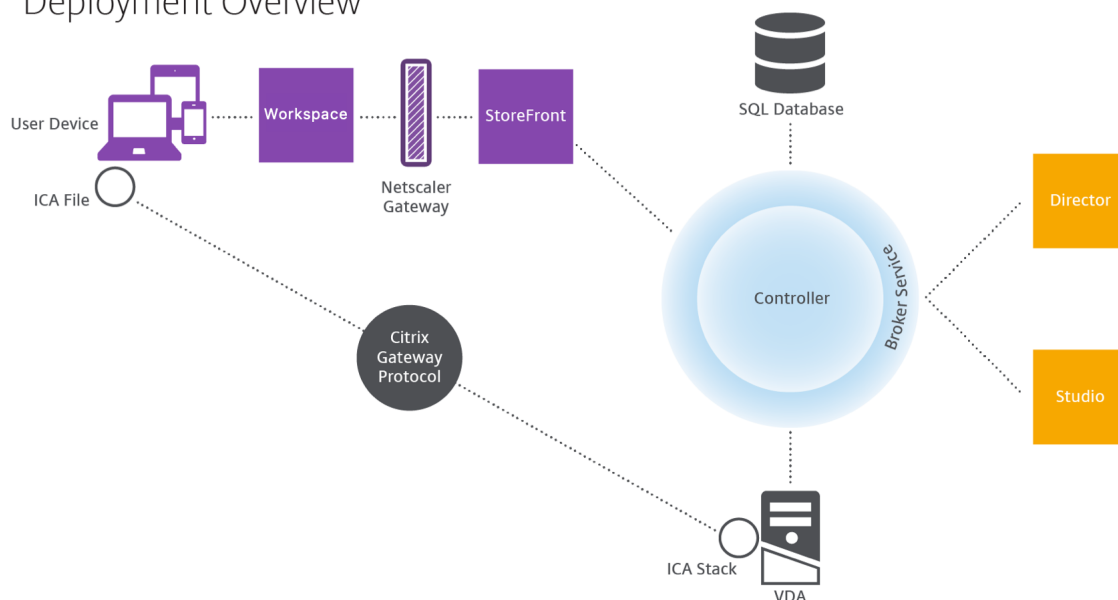 Deployment Overview
SQL Database
User Device
Workspace
StoreFront
Netscaler
Gateway
ICA File
Director
Controller
Broker Service
Citrix
Gateway
Protocol
Studio
ICA Stack
VDA